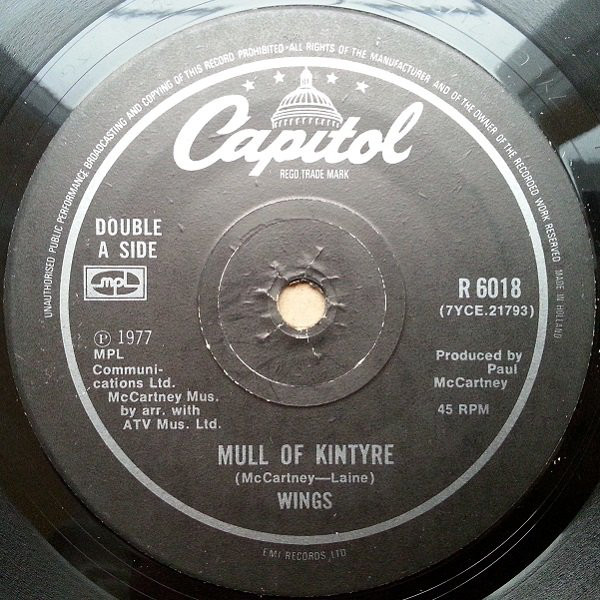 UNAUTHORISED PUBLIC PERFORMANCE BROADCASTING AND COPYING OF THIS RECORD PROHIBITED-ALL RIGHTS OF THE MANUFACTURER AND OF THE OWNER OF THE RECORDED WORK RESERVED MADE IN HOLLAND
Capitol
REGD. TRADE MARK
DOUBLE
A SIDE
mpl
R 6018
(7YCE.21793)
Ⓟ 1977
MPL
Communi-
cations Ltd.
McCartney Mus.
by arr. with
ATV Mus. Ltd.
Produced by
Paul
McCartney
45 RPM
MULL OF KINTYRE
(McCartney—Laine)
WINGS
EMI RECORDS, LTD